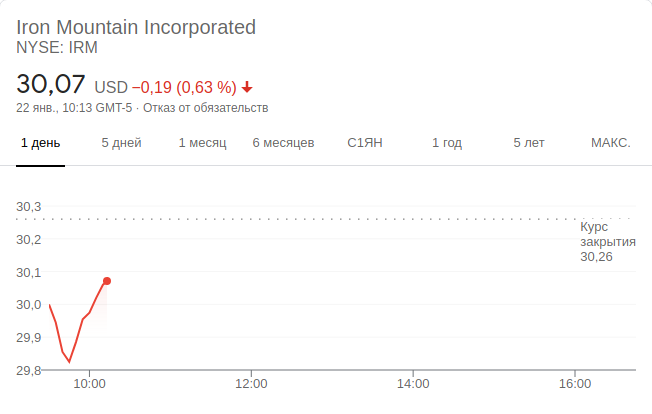 Iron Mountain Incorporated
NYSE: IRM
30,07 USD −0,19 (0,63 %)
22 янв., 10:13 GMT-5 · Отказ от обязательств
1 день 5 дней 1 месяц 6 месяцев С1ЯН 1 год 5 лет МАКС.
30,3
Курс
30,2 закрытия
30,26
30,1
30,0
29,9
29,8
10:00 12:00 14:00 16:00